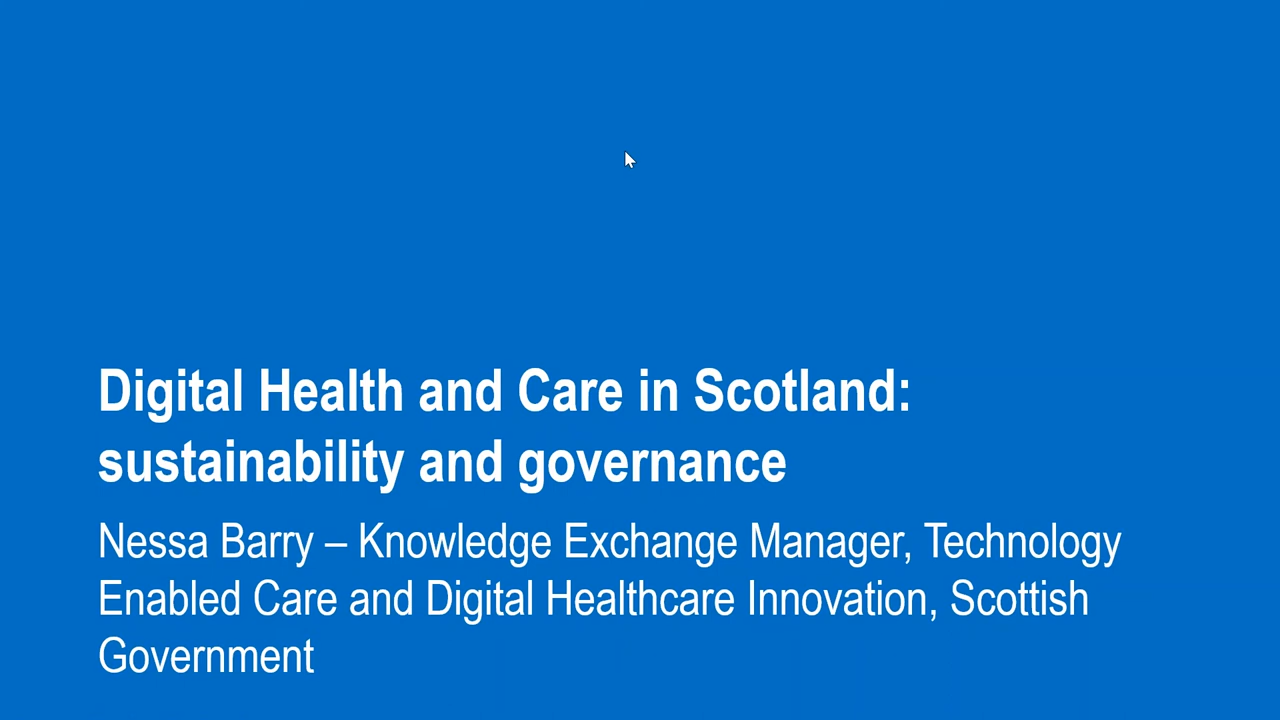 Digital Health and Care in Scotland:
sustainability and governance
Nessa Barry – Knowledge Exchange Manager, Technology
Enabled Care and Digital Healthcare Innovation, Scottish
Government